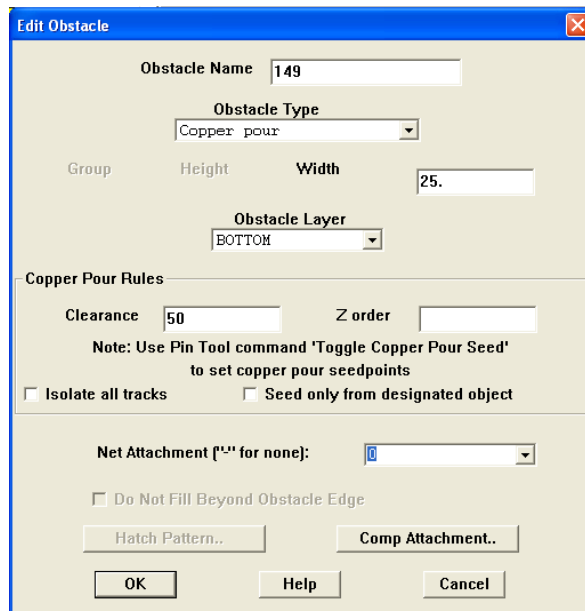 Edit Obstacle
Obstacle Name 149
Obstacle Type
Copper pour
Group Height Width 25.
Obstacle Layer
BOTTOM
Copper Pour Rules
Clearance 50 Z order
Note: Use Pin Tool command 'Toggle Copper Pour Seed'
to set copper pour seedpoints
Isolate all tracks Seed only from designated object
Net Attachment ("-" for none): 0
Do Not Fill Beyond Obstacle Edge
Hatch Pattern.. Comp Attachment..
OK Help Cancel